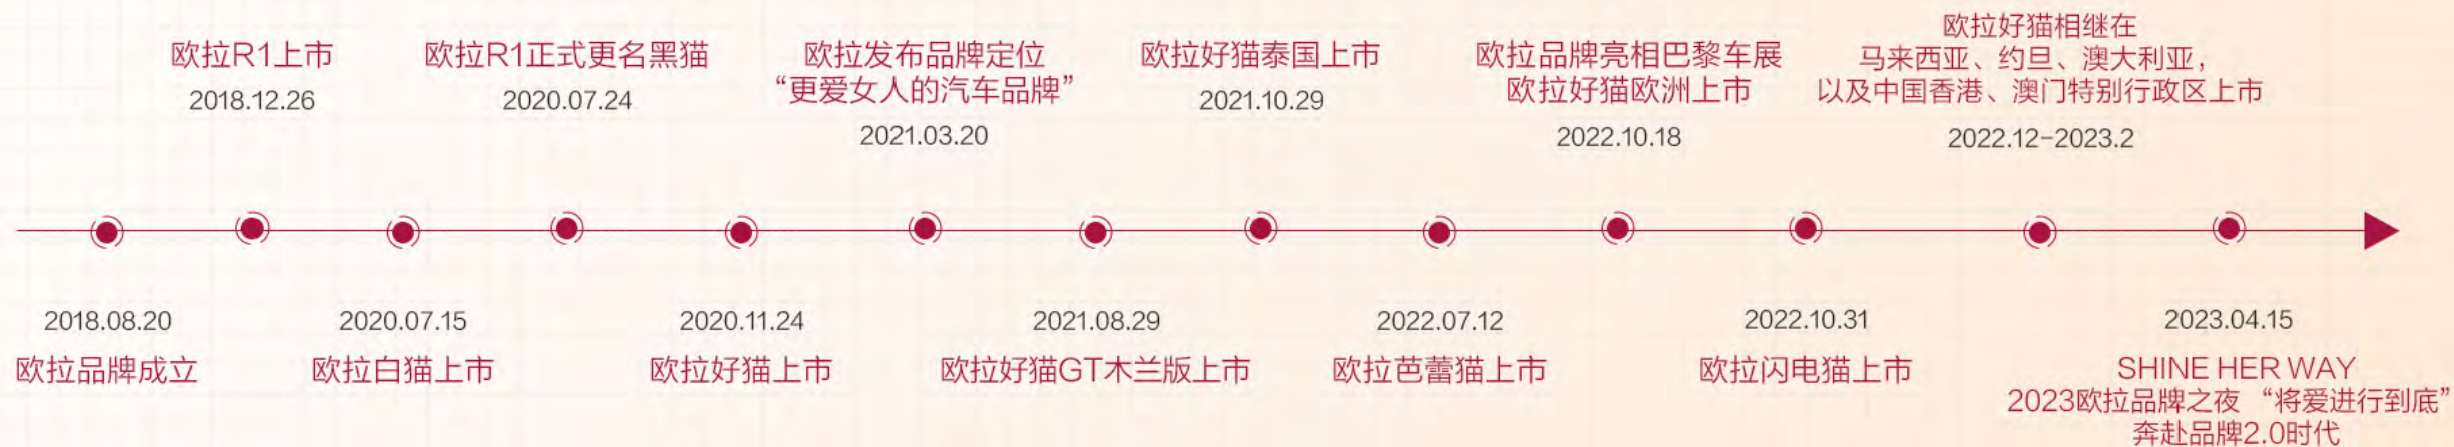 欧拉R1上市
2018.12.26
欧拉R1正式更名黑猫
2020.07.24
欧拉发布品牌定位
“更爱女人的汽车品牌”
2021.03.20
欧拉好猫泰国上市
2021.10.29
欧拉品牌亮相巴黎车展
欧拉好猫欧洲上市
2022.10.18
欧拉好猫相继在
马来西亚、约旦、澳大利亚，
以及中国香港、澳门特别行政区上市
2022.12-2023.2
2018.08.20
欧拉品牌成立
2020.07.15
欧拉白猫上市
2020.11.24
欧拉好猫上市
2021.08.29
欧拉好猫GT木兰版上市
2022.07.12
欧拉芭蕾猫上市
2022.10.31
欧拉闪电猫上市
2023.04.15
SHINE HER WAY
2023欧拉品牌之夜 “将爱进行到底”
奔赴品牌2.0时代